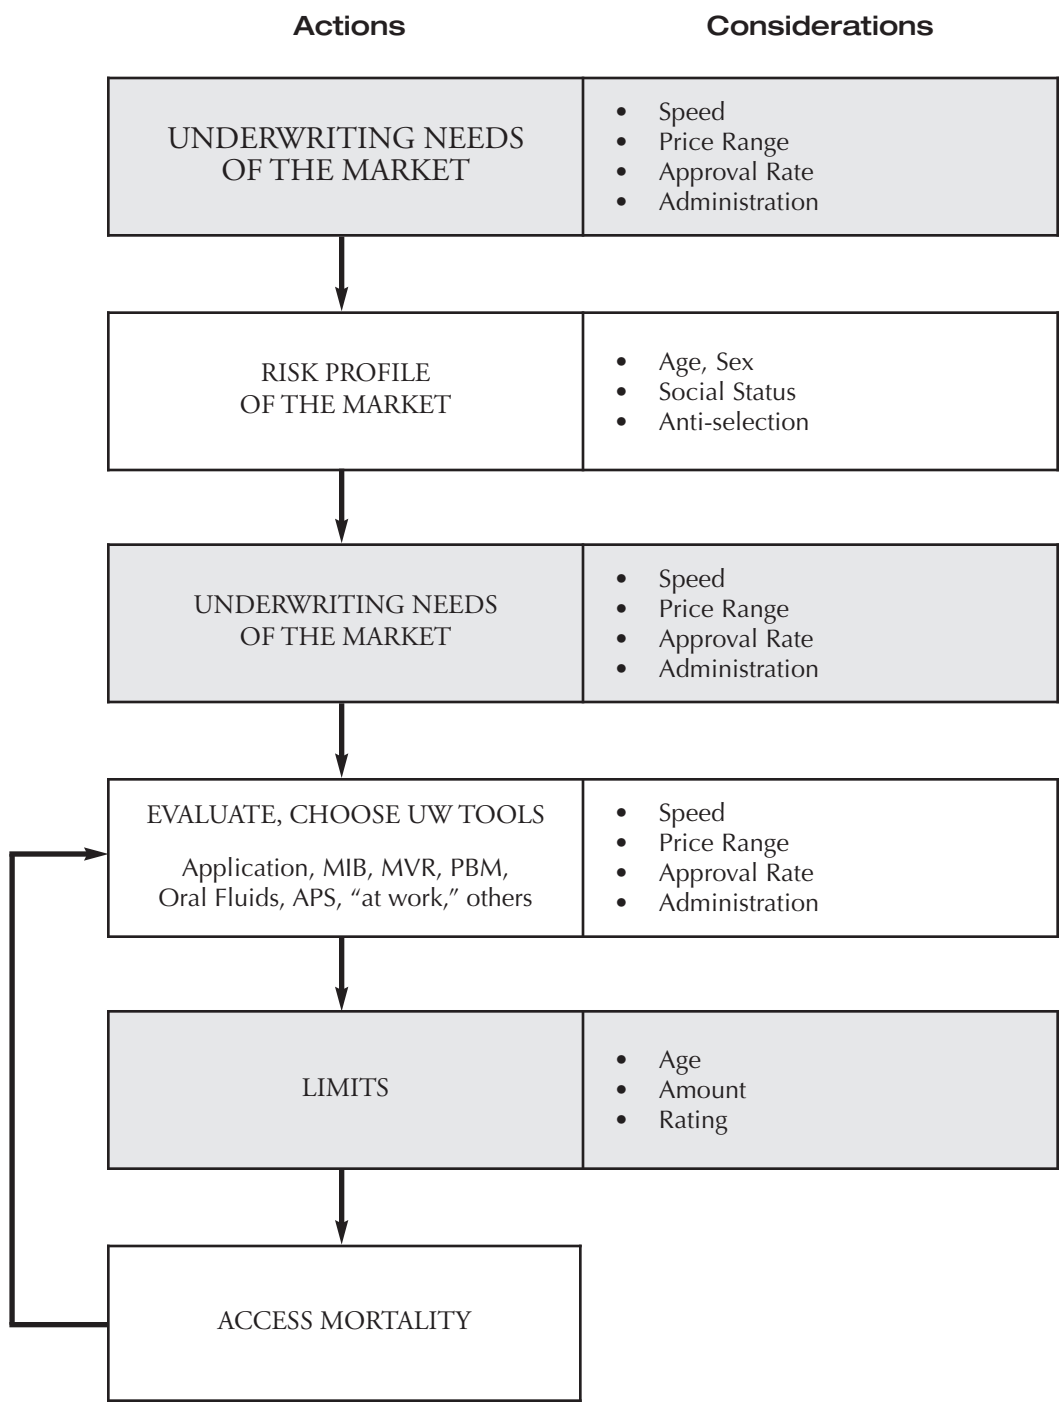 Actions
Considerations
UNDERWRITING NEEDS
OF THE MARKET
• Speed
• Price Range
• Approval Rate
• Administration
RISK PROFILE
OF THE MARKET
• Age, Sex
• Social Status
• Anti-selection
UNDERWRITING NEEDS
OF THE MARKET
• Speed
• Price Range
• Approval Rate
• Administration
EVALUATE, CHOOSE UW TOOLS
Application, MIB, MVR, PBM,
Oral Fluids, APS, “at work,” others
• Speed
• Price Range
• Approval Rate
• Administration
LIMITS
• Age
• Amount
• Rating
ACCESS MORTALITY